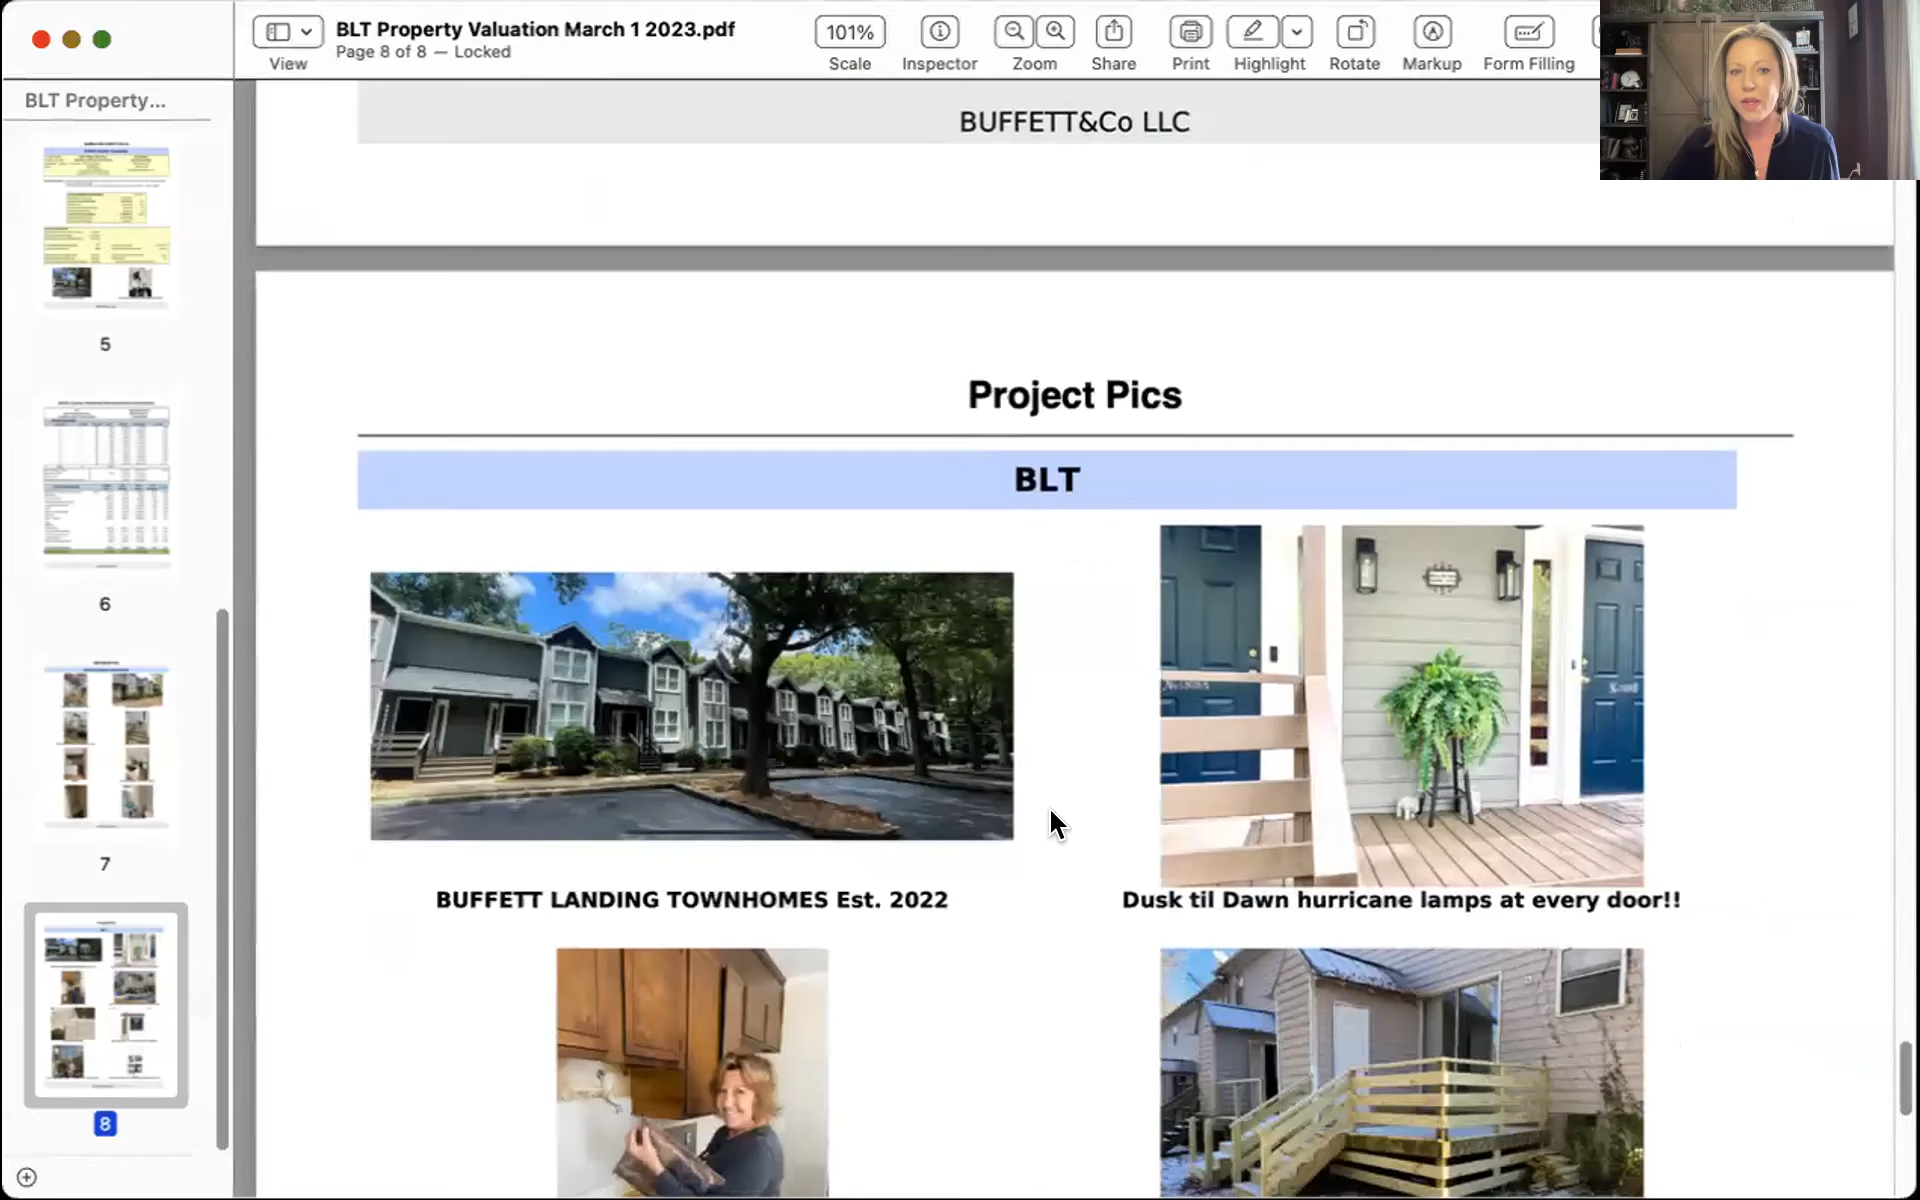 BLT Property Valuation March 1 2023.pdf
Page 8 of 8 — Locked
101%
View
Scale
Inspector
Zoom
Share
Print
Highlight
Rotate
Markup
Form Filling
BLT Property...
5
6
7
8
BUFFETT&Co LLC
Project Pics
BLT
BUFFETT LANDING TOWNHOMES Est. 2022
Dusk til Dawn hurricane lamps at every door!!